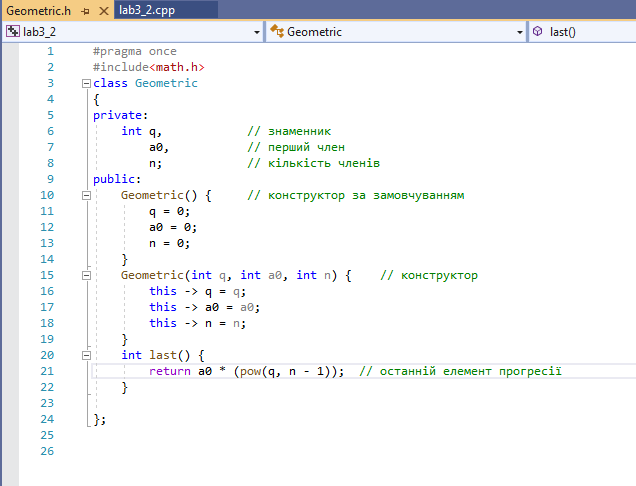 Geometric.h lab3_2.cpp
lab3_2 Geometric last()
1 #pragma once
2 #include<math.h>
3 class Geometric
4 {
5 private:
6 int q, // знаменник
7 a0, // перший член
8 n; // кількість членів
9 public:
10 Geometric() { // конструктор за замовчуванням
11 q = 0;
12 a0 = 0;
13 n = 0;
14 }
15 Geometric(int q, int a0, int n) { // конструктор
16 this -> q = q;
17 this -> a0 = a0;
18 this -> n = n;
19 }
20 int last() {
21 return a0 * (pow(q, n - 1)); // останній елемент прогресії
22 }
23
24 };
25
26